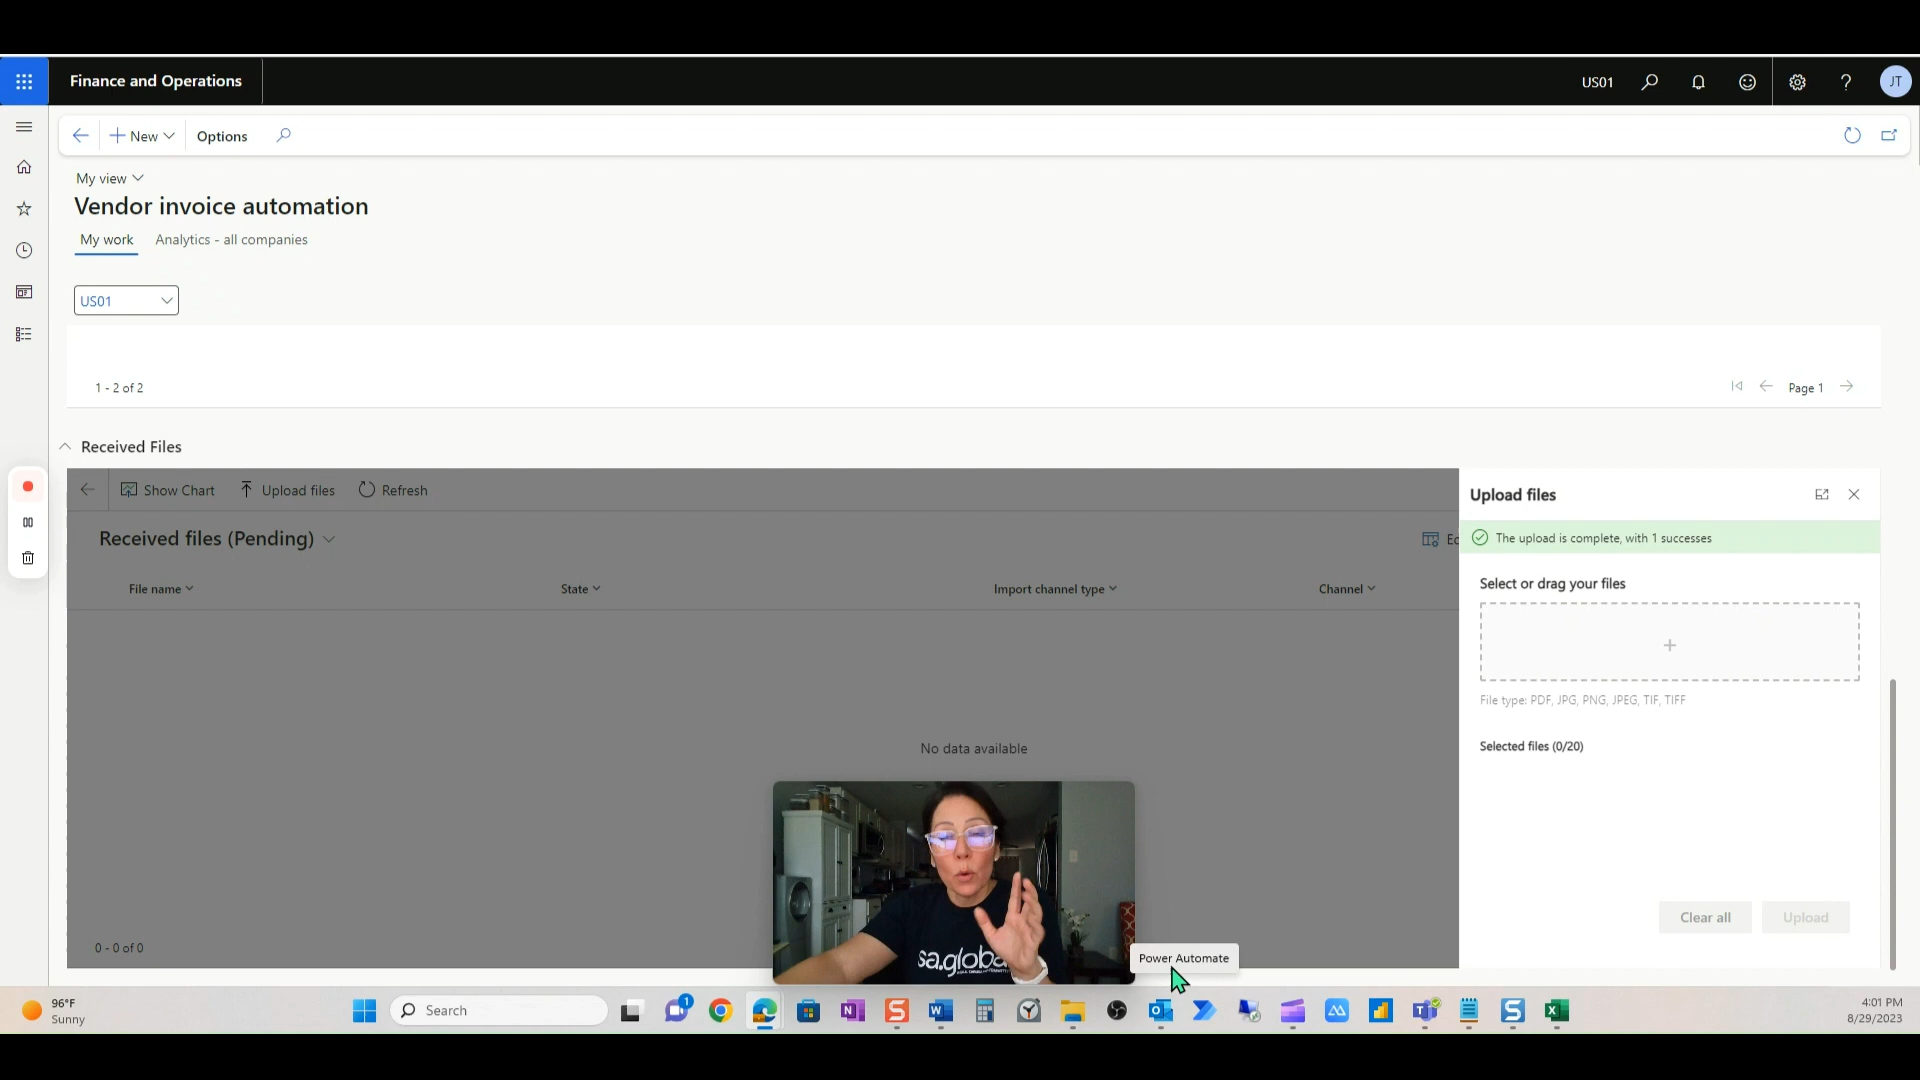 Finance and Operations
US01
JT
New
Options
My view
Vendor invoice automation
My work
Analytics - all companies
US01
1 - 2 of 2
Page 1
Received Files
Show Chart
Upload files
Refresh
Upload files
Received files (Pending)
The upload is complete, with 1 successes
File name
State
Import channel type
Channel
Select or drag your files
File type: PDF, JPG, PNG, JPEG, TIF, TIFF
Selected files (0/20)
No data available
Clear all
Upload
0 - 0 of 0
sa.globa
Power Automate
96°F
Sunny
Search
1
4:01 PM
8/29/2023